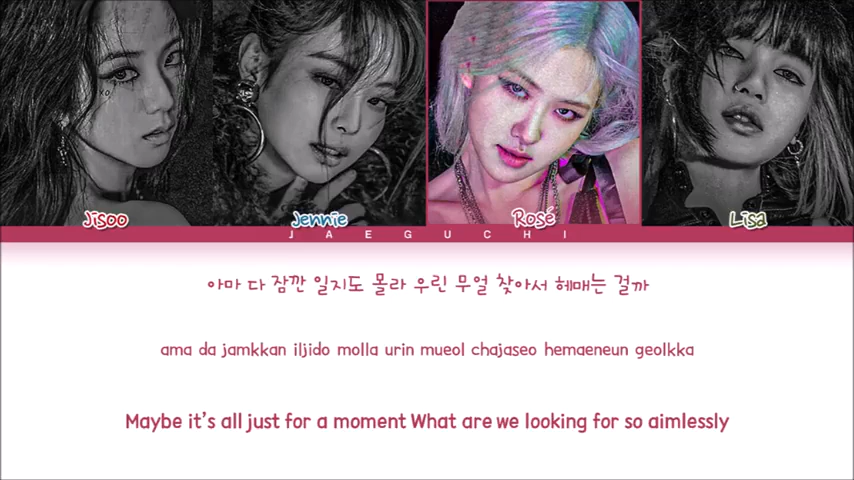 Jisoo Jennie Rosé Lisa
JAEGUCHI
아마 다 잠깐 일지도 몰라 우린 무얼 찾아서 헤매는 걸까
ama da jamkkan iljido molla urin mueol chajaseo hemaeneun geolkka
Maybe it's all just for a moment What are we looking for so aimlessly